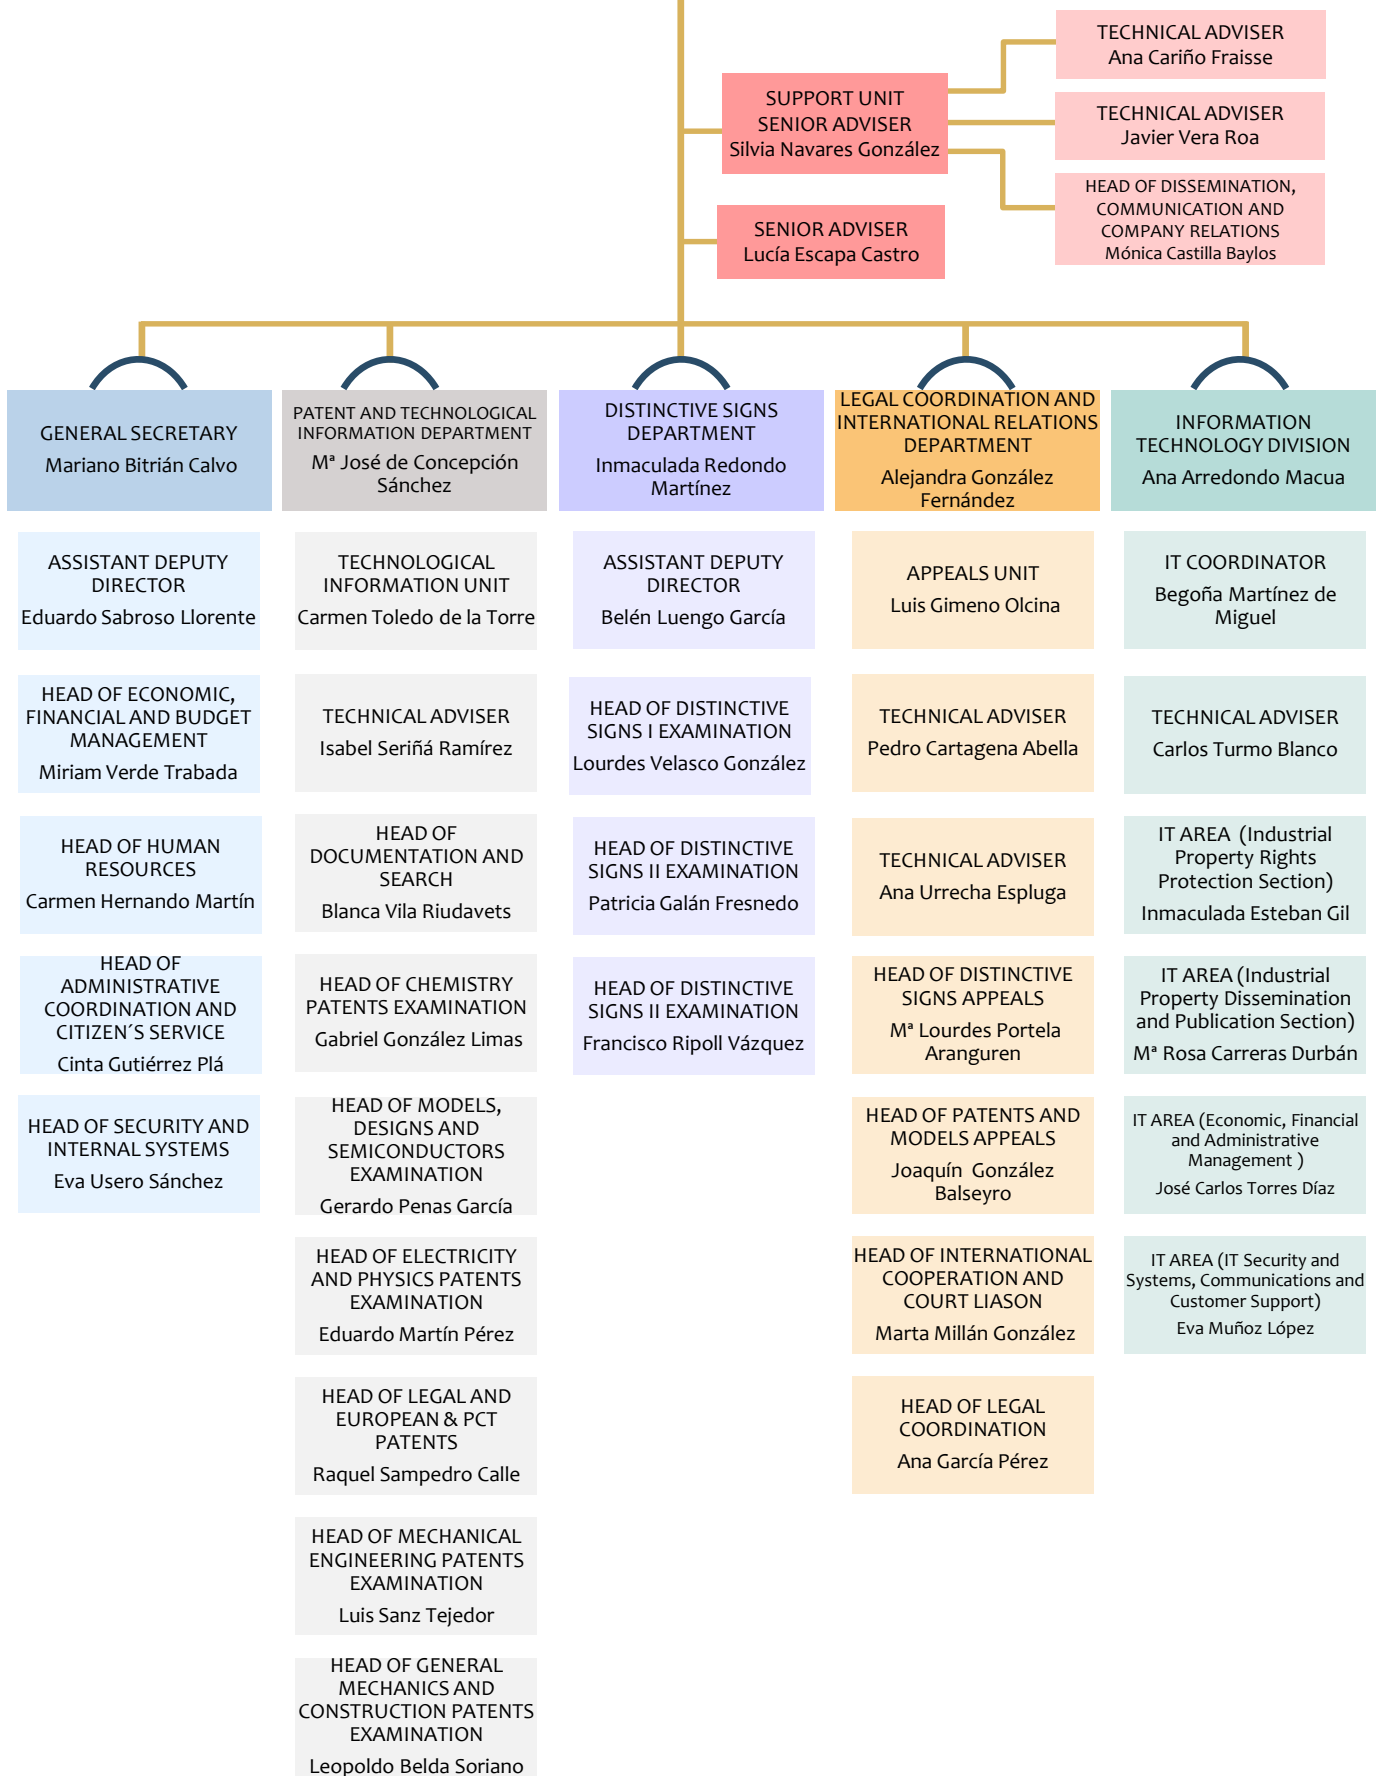 TECHNICAL ADVISER
Ana Cariño Fraisse
SUPPORT UNIT
SENIOR ADVISER
Silvia Navares González
TECHNICAL ADVISER
Javier Vera Roa
HEAD OF DISSEMINATION,
COMMUNICATION AND
COMPANY RELATIONS
Mónica Castilla Baylos
SENIOR ADVISER
Lucía Escapa Castro
GENERAL SECRETARY
Mariano Bitrián Calvo
ASSISTANT DEPUTY
DIRECTOR
Eduardo Sabroso Llorente
HEAD OF ECONOMIC,
FINANCIAL AND BUDGET
MANAGEMENT
Miriam Verde Trabada
HEAD OF HUMAN
RESOURCES
Carmen Hernando Martín
HEAD OF
ADMINISTRATIVE
COORDINATION AND
CITIZEN´S SERVICE
Cinta Gutiérrez Plá
HEAD OF SECURITY AND
INTERNAL SYSTEMS
Eva Usero Sánchez
PATENT AND TECHNOLOGICAL
INFORMATION DEPARTMENT
Mª José de Concepción
Sánchez
TECHNOLOGICAL
INFORMATION UNIT
Carmen Toledo de la Torre
TECHNICAL ADVISER
Isabel Seriñá Ramírez
HEAD OF
DOCUMENTATION AND
SEARCH
Blanca Vila Riudavets
HEAD OF CHEMISTRY
PATENTS EXAMINATION
Gabriel González Limas
HEAD OF MODELS,
DESIGNS AND
SEMICONDUCTORS
EXAMINATION
Gerardo Penas García
HEAD OF ELECTRICITY
AND PHYSICS PATENTS
EXAMINATION
Eduardo Martín Pérez
HEAD OF LEGAL AND
EUROPEAN & PCT
PATENTS
Raquel Sampedro Calle
HEAD OF MECHANICAL
ENGINEERING PATENTS
EXAMINATION
Luis Sanz Tejedor
HEAD OF GENERAL
MECHANICS AND
CONSTRUCTION PATENTS
EXAMINATION
Leopoldo Belda Soriano
DISTINCTIVE SIGNS
DEPARTMENT
Inmaculada Redondo
Martínez
ASSISTANT DEPUTY
DIRECTOR
Belén Luengo García
HEAD OF DISTINCTIVE
SIGNS I EXAMINATION
Lourdes Velasco González
HEAD OF DISTINCTIVE
SIGNS II EXAMINATION
Patricia Galán Fresnedo
HEAD OF DISTINCTIVE
SIGNS II EXAMINATION
Francisco Ripoll Vázquez
LEGAL COORDINATION AND
INTERNATIONAL RELATIONS
DEPARTMENT
Alejandra González
Fernández
APPEALS UNIT
Luis Gimeno Olcina
TECHNICAL ADVISER
Pedro Cartagena Abella
TECHNICAL ADVISER
Ana Urrecha Espluga
HEAD OF DISTINCTIVE
SIGNS APPEALS
Mª Lourdes Portela
Aranguren
HEAD OF PATENTS AND
MODELS APPEALS
Joaquín González
Balseyro
HEAD OF INTERNATIONAL
COOPERATION AND
COURT LIASON
Marta Millán González
HEAD OF LEGAL
COORDINATION
Ana García Pérez
INFORMATION
TECHNOLOGY DIVISION
Ana Arredondo Macua
IT COORDINATOR
Begoña Martínez de
Miguel
TECHNICAL ADVISER
Carlos Turmo Blanco
IT AREA (Industrial
Property Rights
Protection Section)
Inmaculada Esteban Gil
IT AREA (Industrial
Property Dissemination
and Publication Section)
Mª Rosa Carreras Durbán
IT AREA (Economic, Financial
and Administrative
Management )
José Carlos Torres Díaz
IT AREA (IT Security and
Systems, Communications and
Customer Support)
Eva Muñoz López